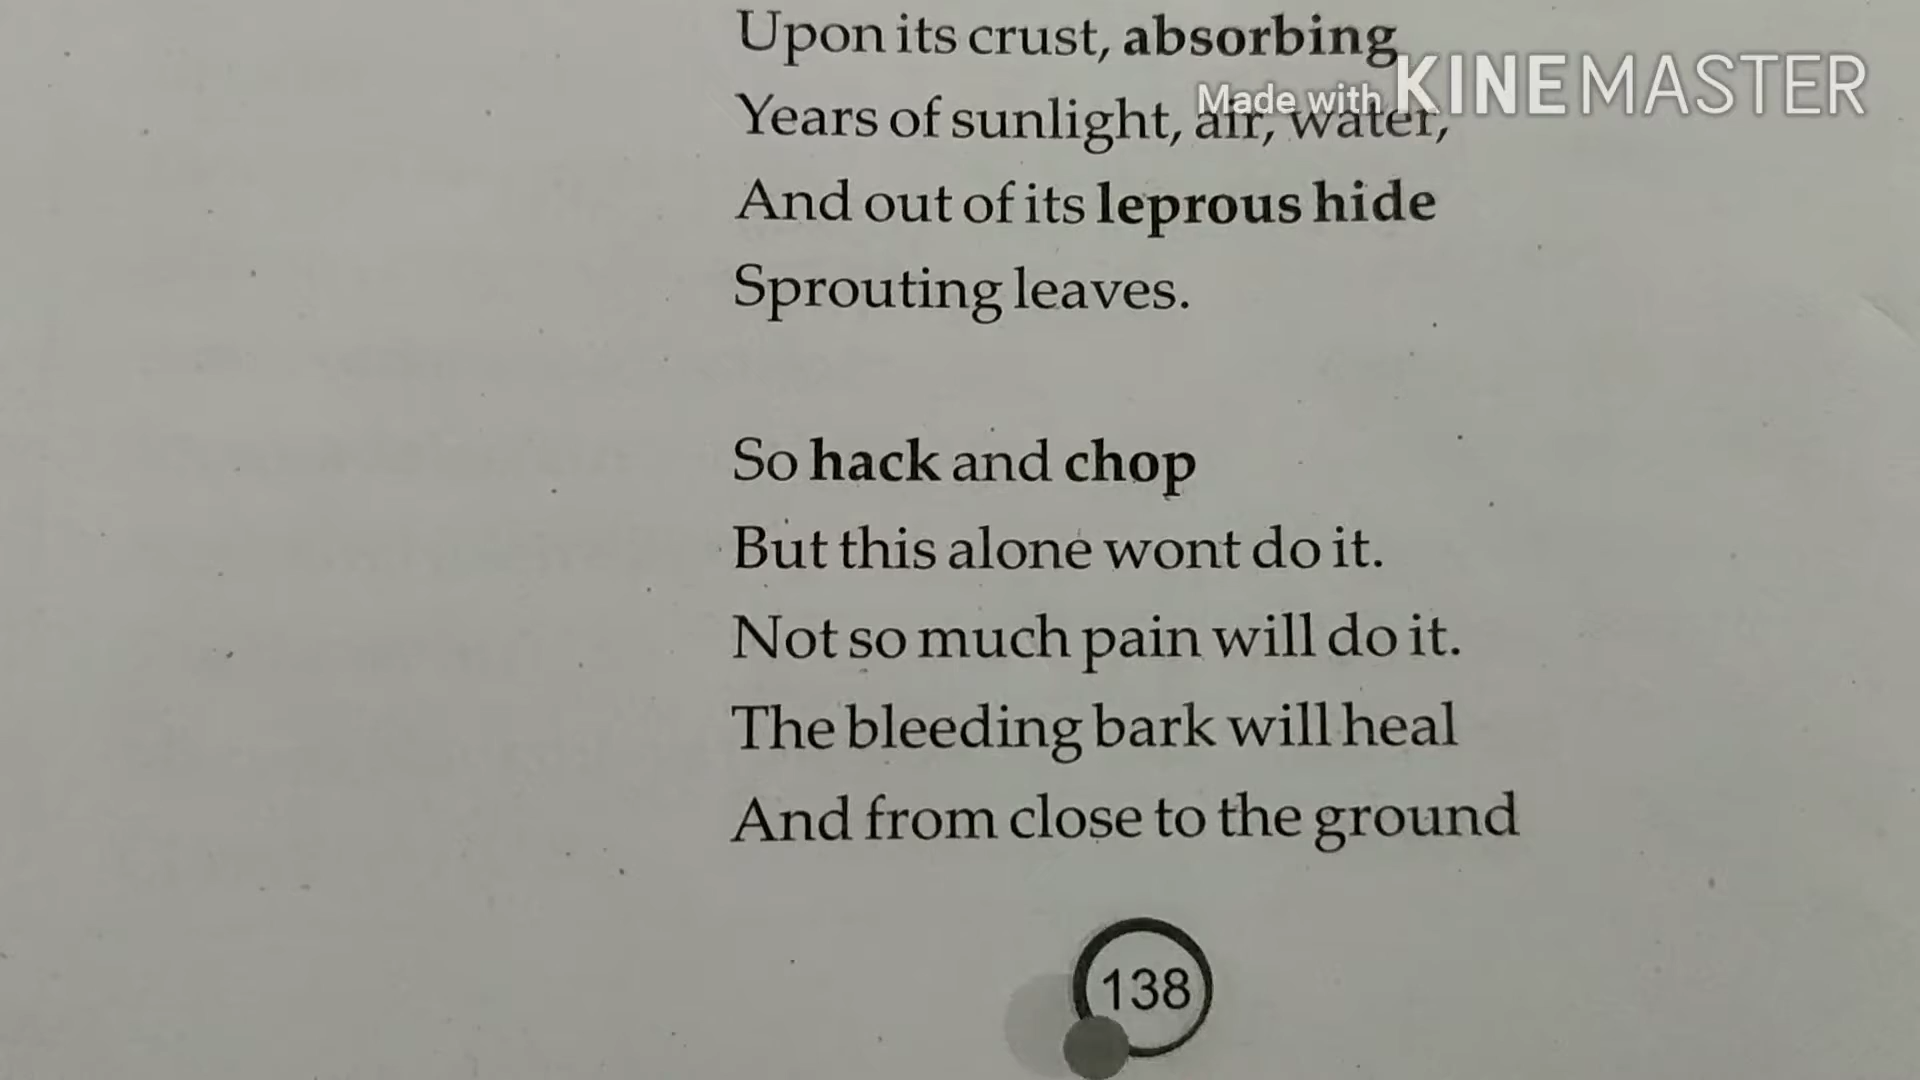 Upon its crust, absorbing
Made with KINEMASTER
Years of sunlight, air, water,
And out of its leprous hide
Sprouting leaves.
So hack and chop
But this alone wont do it.
Not so much pain will do it.
The bleeding bark will heal
And from close to the ground
138